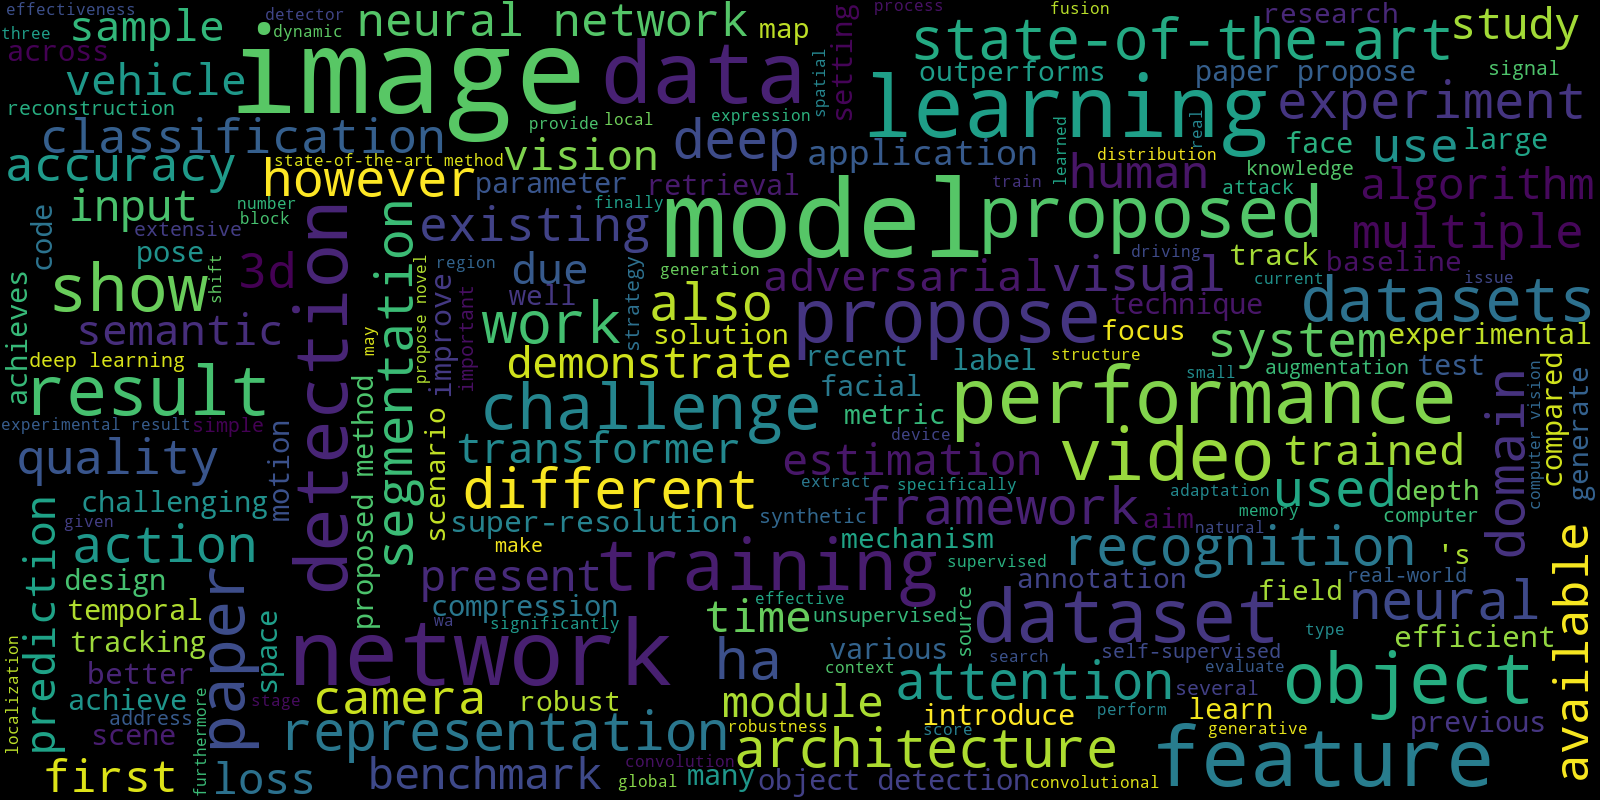 effectiveness
sample
detector
dynamic
neural network
map
process
fusion
research
study
three
across
vehicle
reconstruction
image
data
spatial
setting
state-of-the-art
outperforms
paper propose
signal
classification
provide
local
expression
deep
learning
experiment
accuracy
state-of-the-art method
however
vision
application
learned
real
distribution
face
use
large
parameter
retrieval
train
human
knowledge
attack
algorithm
code
input
number
block
finally
extensive
existing
model
proposed
multiple
pose
3d
detection
segmentation
region
due
generation
driving
track
baseline
show
shift
propose novel
well
adversarial
visual
current
issue
achieves
semantic
may
improve
important
work
strategy
also
solution
propose
technique
datasets
focus
system
experimental
deep learning
demonstrate
recent
label
structure
result
proposed method
scenario
challenge
facial
metric
performance
small
augmentation
test
experimental result
simple
device
domain
compared
computer vision
generate
quality
motion
transformer
estimation
video
trained
different
extract
specifically
adaptation
used
depth
prediction
challenging
given
super-resolution
synthetic
framework
aim
memory
natural
computer
action
make
mechanism
recognition
's
available
design
paper
present
training
supervised
annotation
real-world
temporal
compression
effective
time
unsupervised
source
dataset
field
neural
wa
significantly
type
efficient
localization
tracking
space
network
ha
various
search
self-supervised
better
context
evaluate
object
achieve
stage
camera
robust
module
attention
several
address
furthermore
introduce
perform
learn
previous
scene
representation
robustness
architecture
score
generative
feature
first
loss
benchmark
convolution
global
many
object detection
convolutional